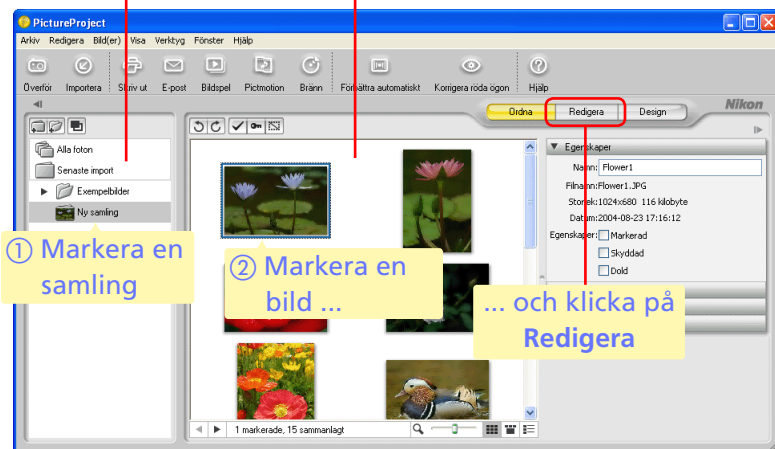 PictureProject
Arkiv Redigera Bild(er) Visa Verktyg Fönster Hjälp
Överför Importera Skriv ut E-post Bildspel Pictmotion Bränn Förbättra automatiskt Korrigera röda ögon Hjälp
Ordna Redigera Design Nikon
Alla foton
Senaste import
Exempelbilder
Ny samling
① Markera en
samling
② Markera en
bild ...
... och klicka på
Redigera
Egenskaper
Namn: Flower1
Filnamn:Flower1.JPG
Storlek:1024x680 116 kilobyte
Datum:2004-08-23 17:16:12
Egenskaper: Markerad
Skyddad
Dold
1 markerade, 15 sammanlagt